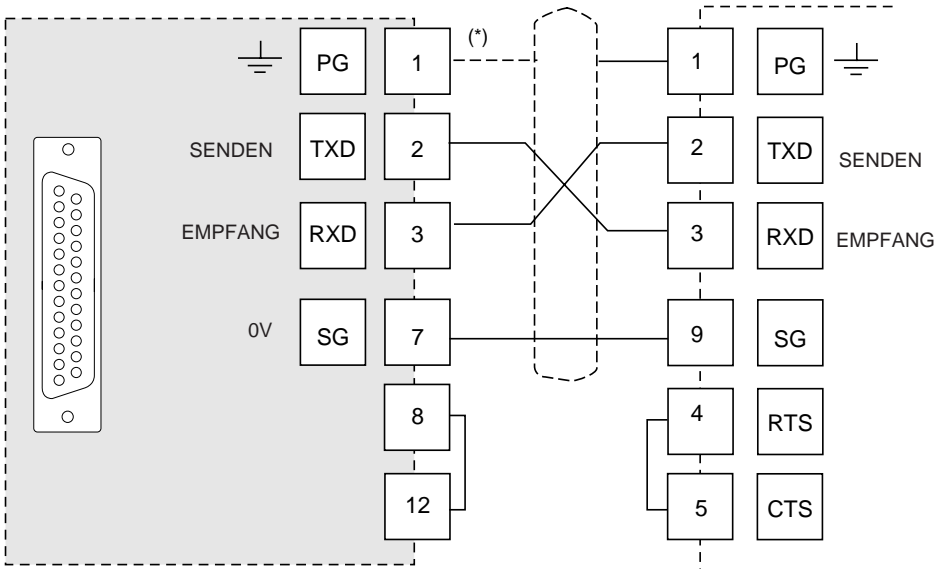 PG 1 (*) 1 PG
SENDEN TXD 2 2 TXD SENDEN
EMPFANG RXD 3 3 RXD EMPFANG
0V SG 7 9 SG
8 4 RTS
12 5 CTS